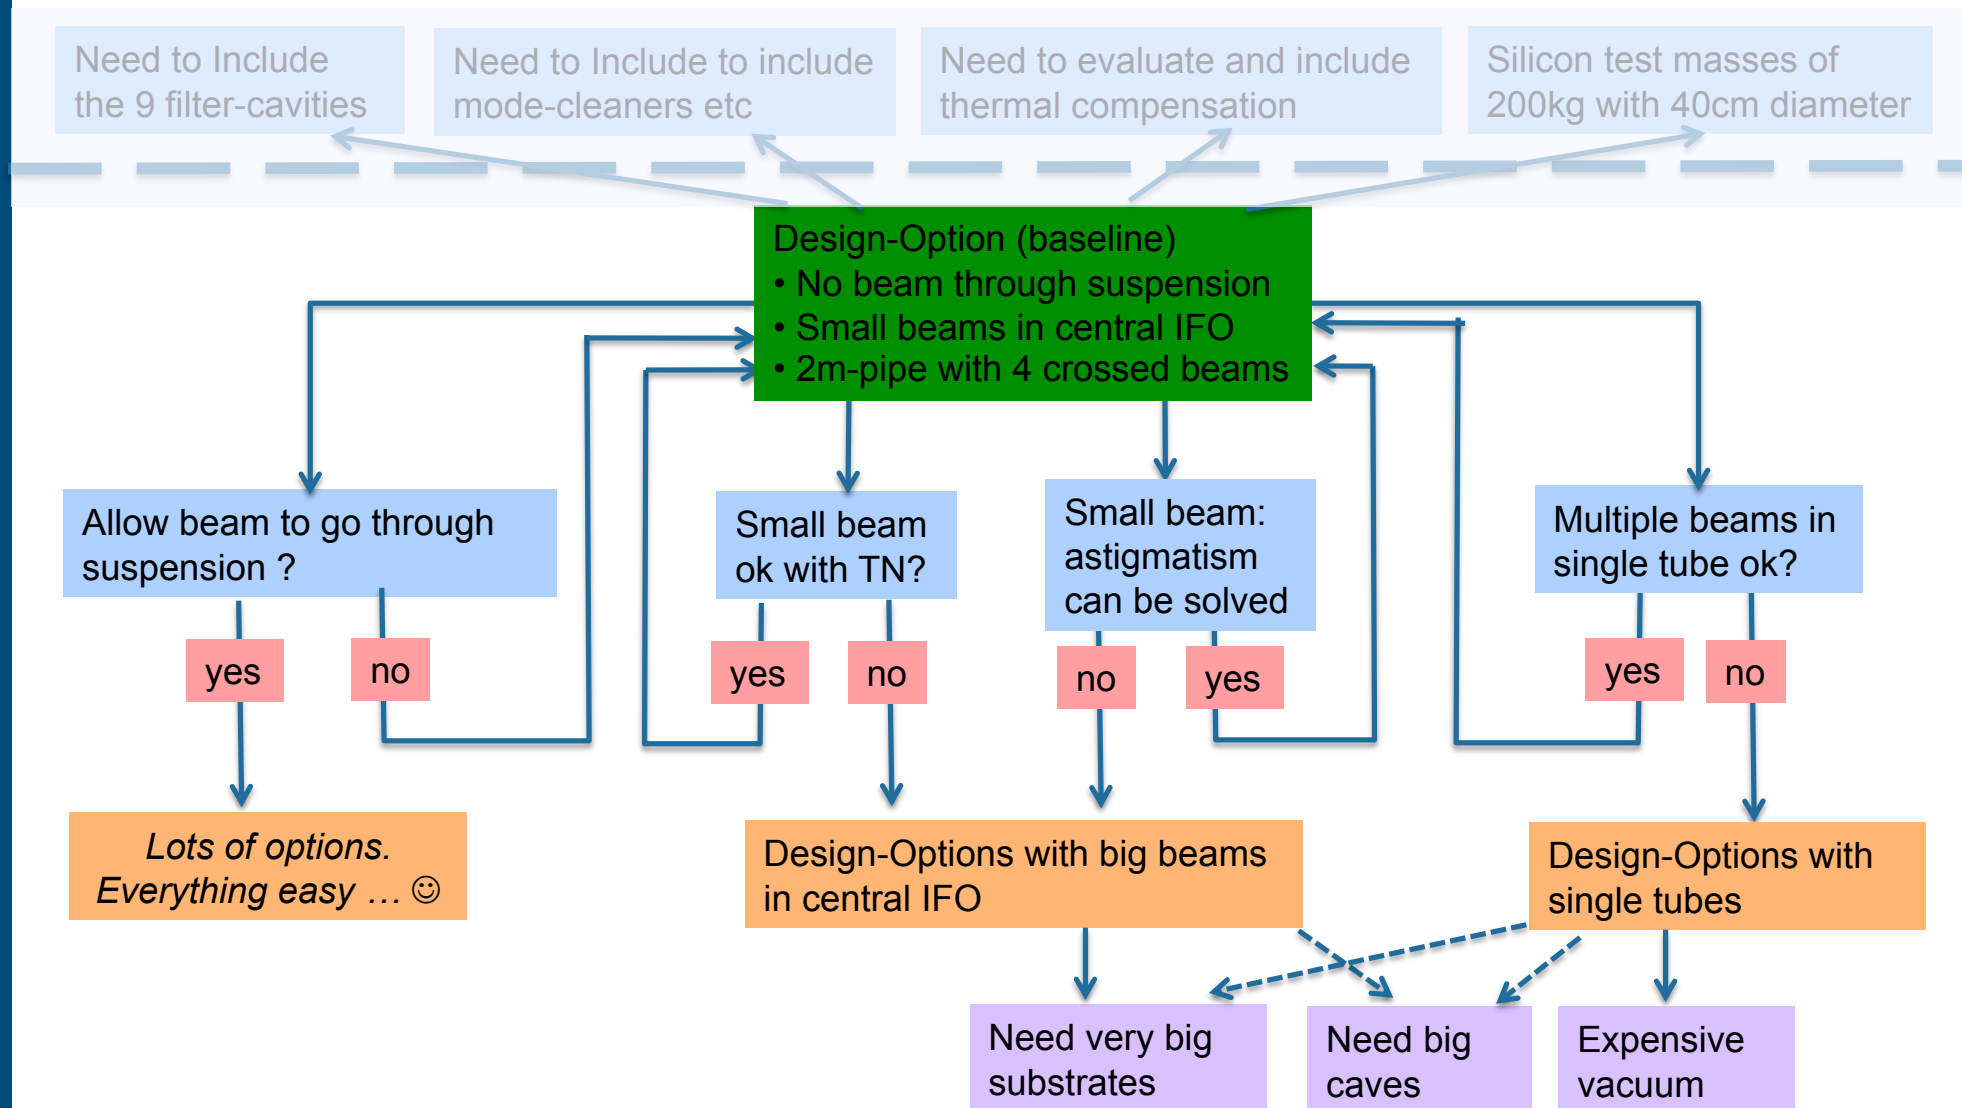 Need to Include
the 9 filter-cavities
Need to Include to include
mode-cleaners etc
Need to evaluate and include
thermal compensation
Silicon test masses of
200kg with 40cm diameter
Design-Option (baseline)
• No beam through suspension
• Small beams in central IFO
• 2m-pipe with 4 crossed beams
Allow beam to go through
suspension ?
Small beam
ok with TN?
Small beam:
astigmatism
can be solved
Multiple beams in
single tube ok?
yes
no
yes
no
no
yes
yes
no
Lots of options.
Everything easy … ☺
Design-Options with big beams
in central IFO
Design-Options with
single tubes
Need very big
substrates
Need big
caves
Expensive
vacuum